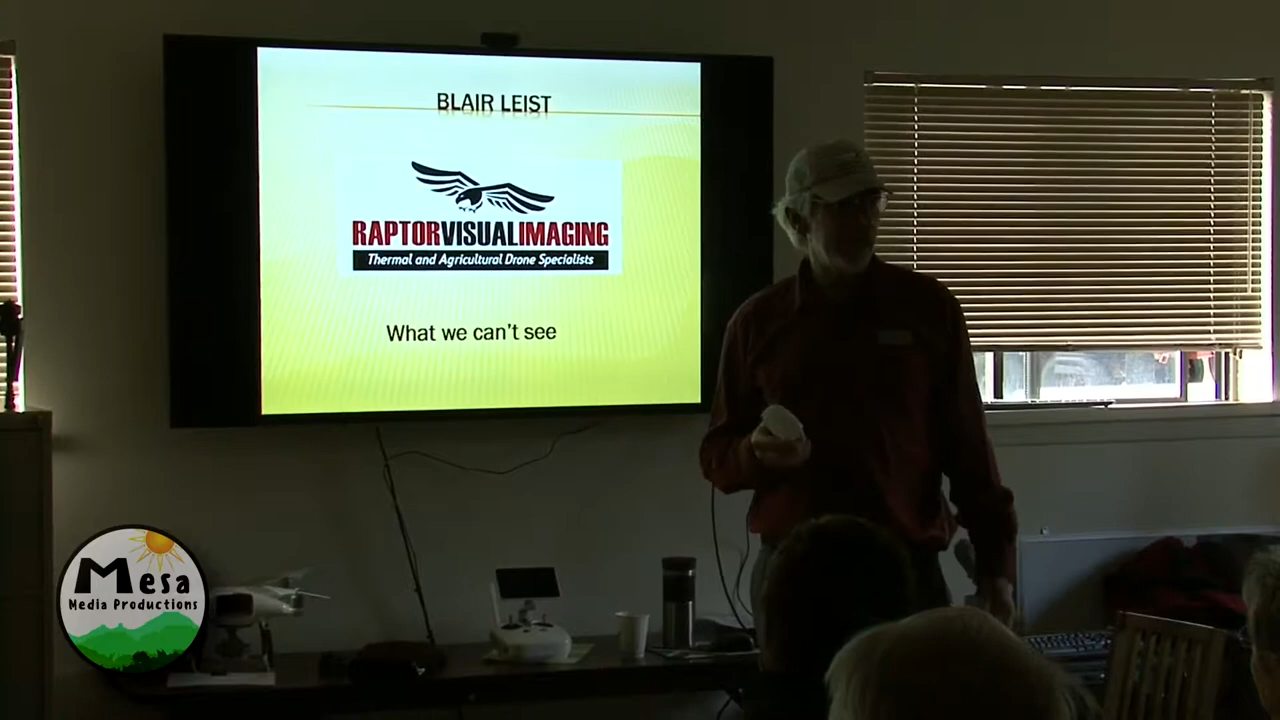 BLAIR LEIST
RAPTORVISUALIMAGING
Thermal and Agricultural Drone Specialists
What we can't see
Mesa
Media Productions